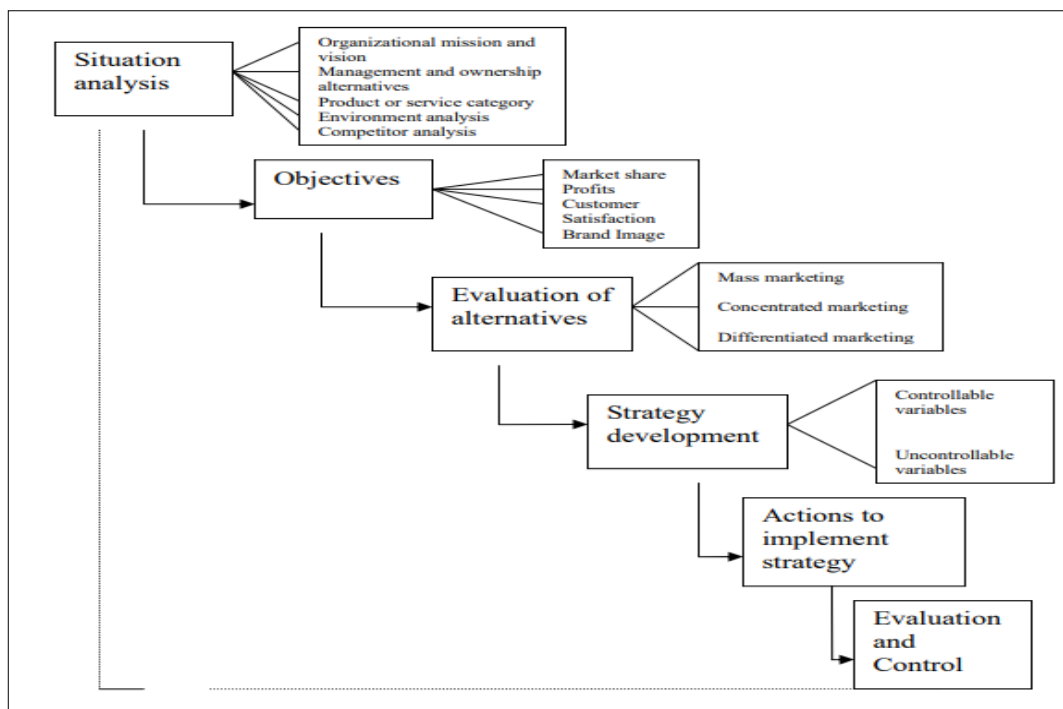 Situation
analysis
Organizational mission and
vision
Management and ownership
alternatives
Product or service category
Environment analysis
Competitor analysis
Objectives
Market share
Profits
Customer
Satisfaction
Brand Image
Evaluation of
alternatives
Mass marketing
Concentrated marketing
Differentiated marketing
Strategy
development
Controllable
variables
Uncontrollable
variables
Actions to
implement
strategy
Evaluation
and
Control